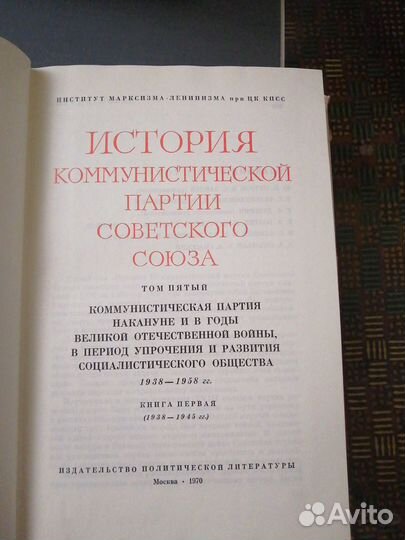 ИНСТИТУТ МАРКСИЗМА-ЛЕНИНИЗМА при ЦК КПСС
ИСТОРИЯ
КОММУНИСТИЧЕСКОЙ
ПАРТИИ
СОВЕТСКОГО
СОЮЗА
ТОМ ПЯТЫЙ
КОММУНИСТИЧЕСКАЯ ПАРТИЯ
НАКАНУНЕ И В ГОДЫ
ВЕЛИКОЙ ОТЕЧЕСТВЕННОЙ ВОЙНЫ,
В ПЕРИОД УПРОЧЕНИЯ И РАЗВИТИЯ
СОЦИАЛИСТИЧЕСКОГО ОБЩЕСТВА
1938—1958 гг.
КНИГА ПЕРВАЯ
(1938—1945 гг.)
ИЗДАТЕЛЬСТВО ПОЛИТИЧЕСКОЙ ЛИТЕРАТУРЫ
Москва • 1970
Avito